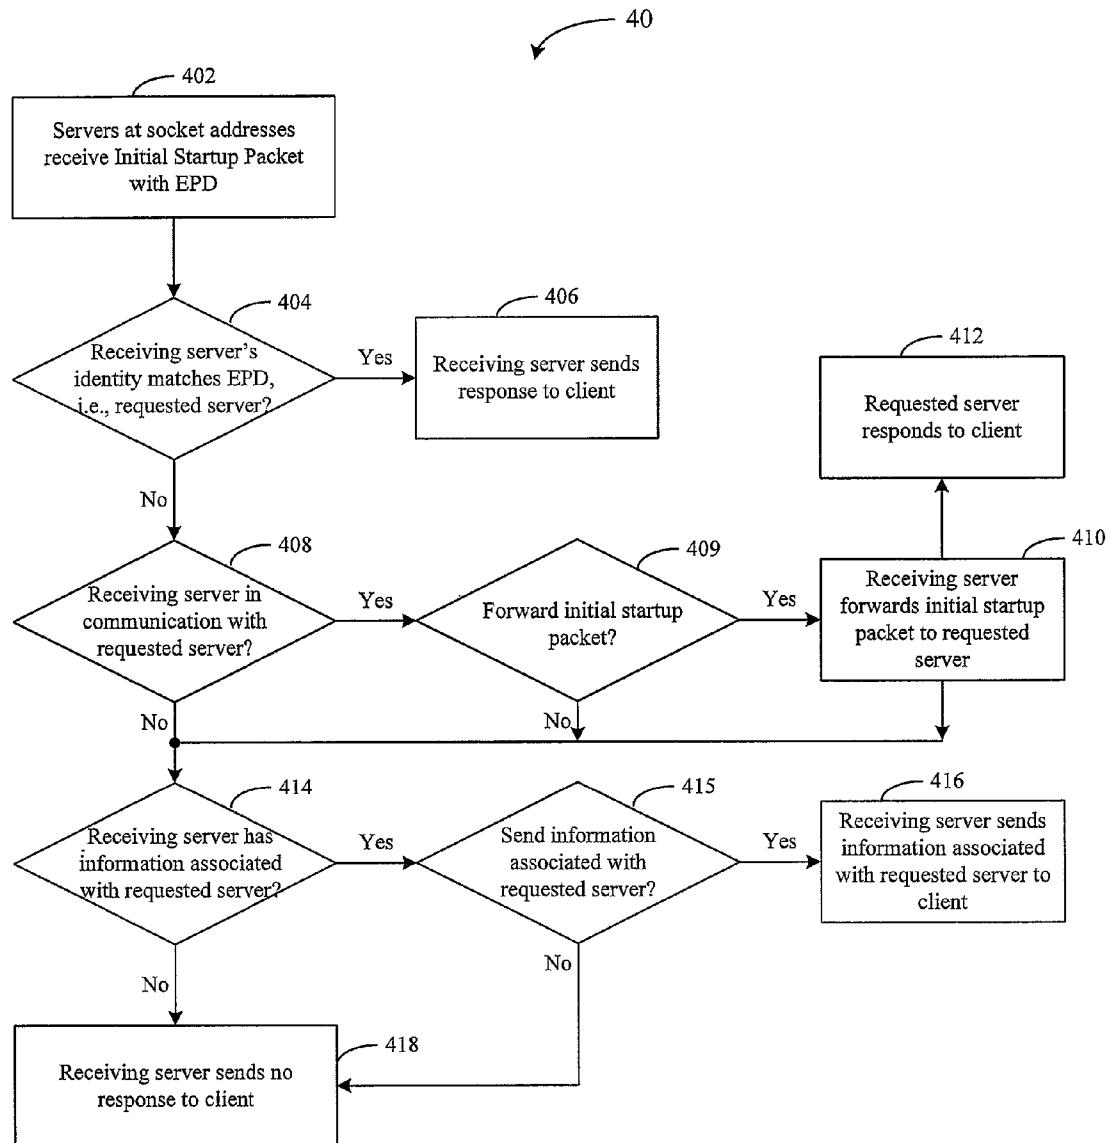 40
402
Servers at socket addresses
receive Initial Startup Packet
with EPD
404
Receiving server's
identity matches EPD,
i.e., requested server?
Yes
406
Receiving server sends
response to client
412
Requested server
responds to client
No
408
Receiving server in
communication with
requested server?
Yes
409
Forward initial startup
packet?
Yes
410
Receiving server
forwards initial startup
packet to requested
server
No
No
414
Receiving server has
information associated
with requested server?
Yes
415
Send information
associated with
requested server?
Yes
416
Receiving server sends
information associated
with requested server to
client
No
No
418
Receiving server sends no
response to client